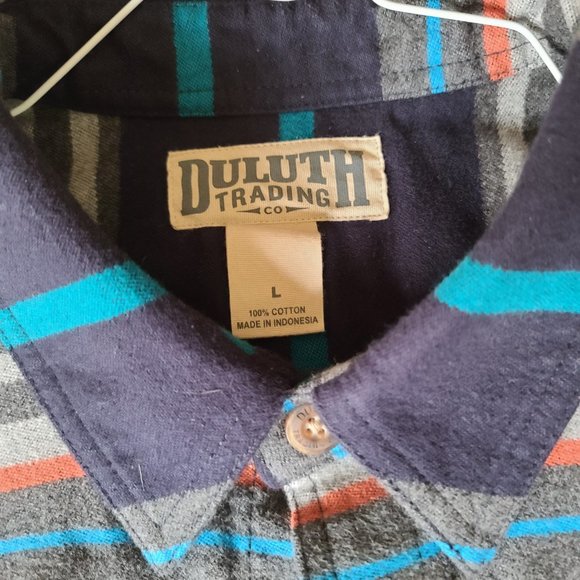 DULUTH
TRADING
CO
L
100% COTTON
MADE IN INDONESIA